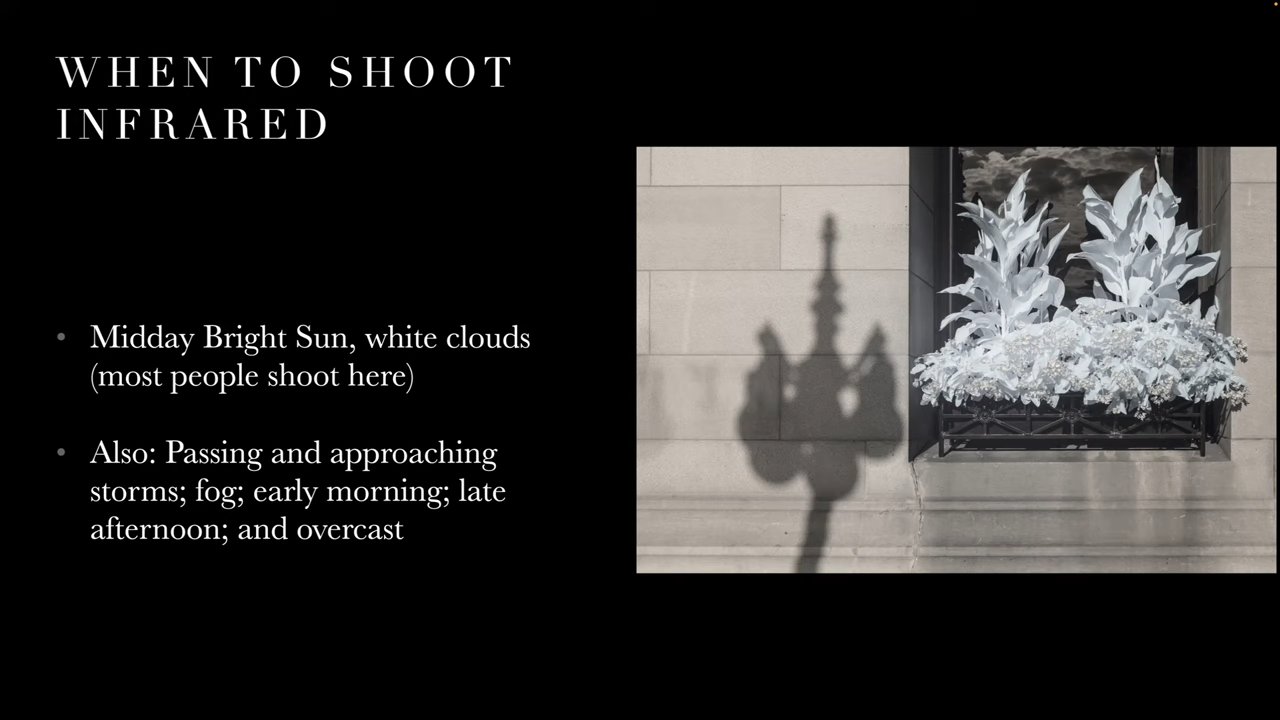 WHEN TO SHOOT
INFRARED
• Midday Bright Sun, white clouds
(most people shoot here)
• Also: Passing and approaching
storms; fog; early morning; late
afternoon; and overcast